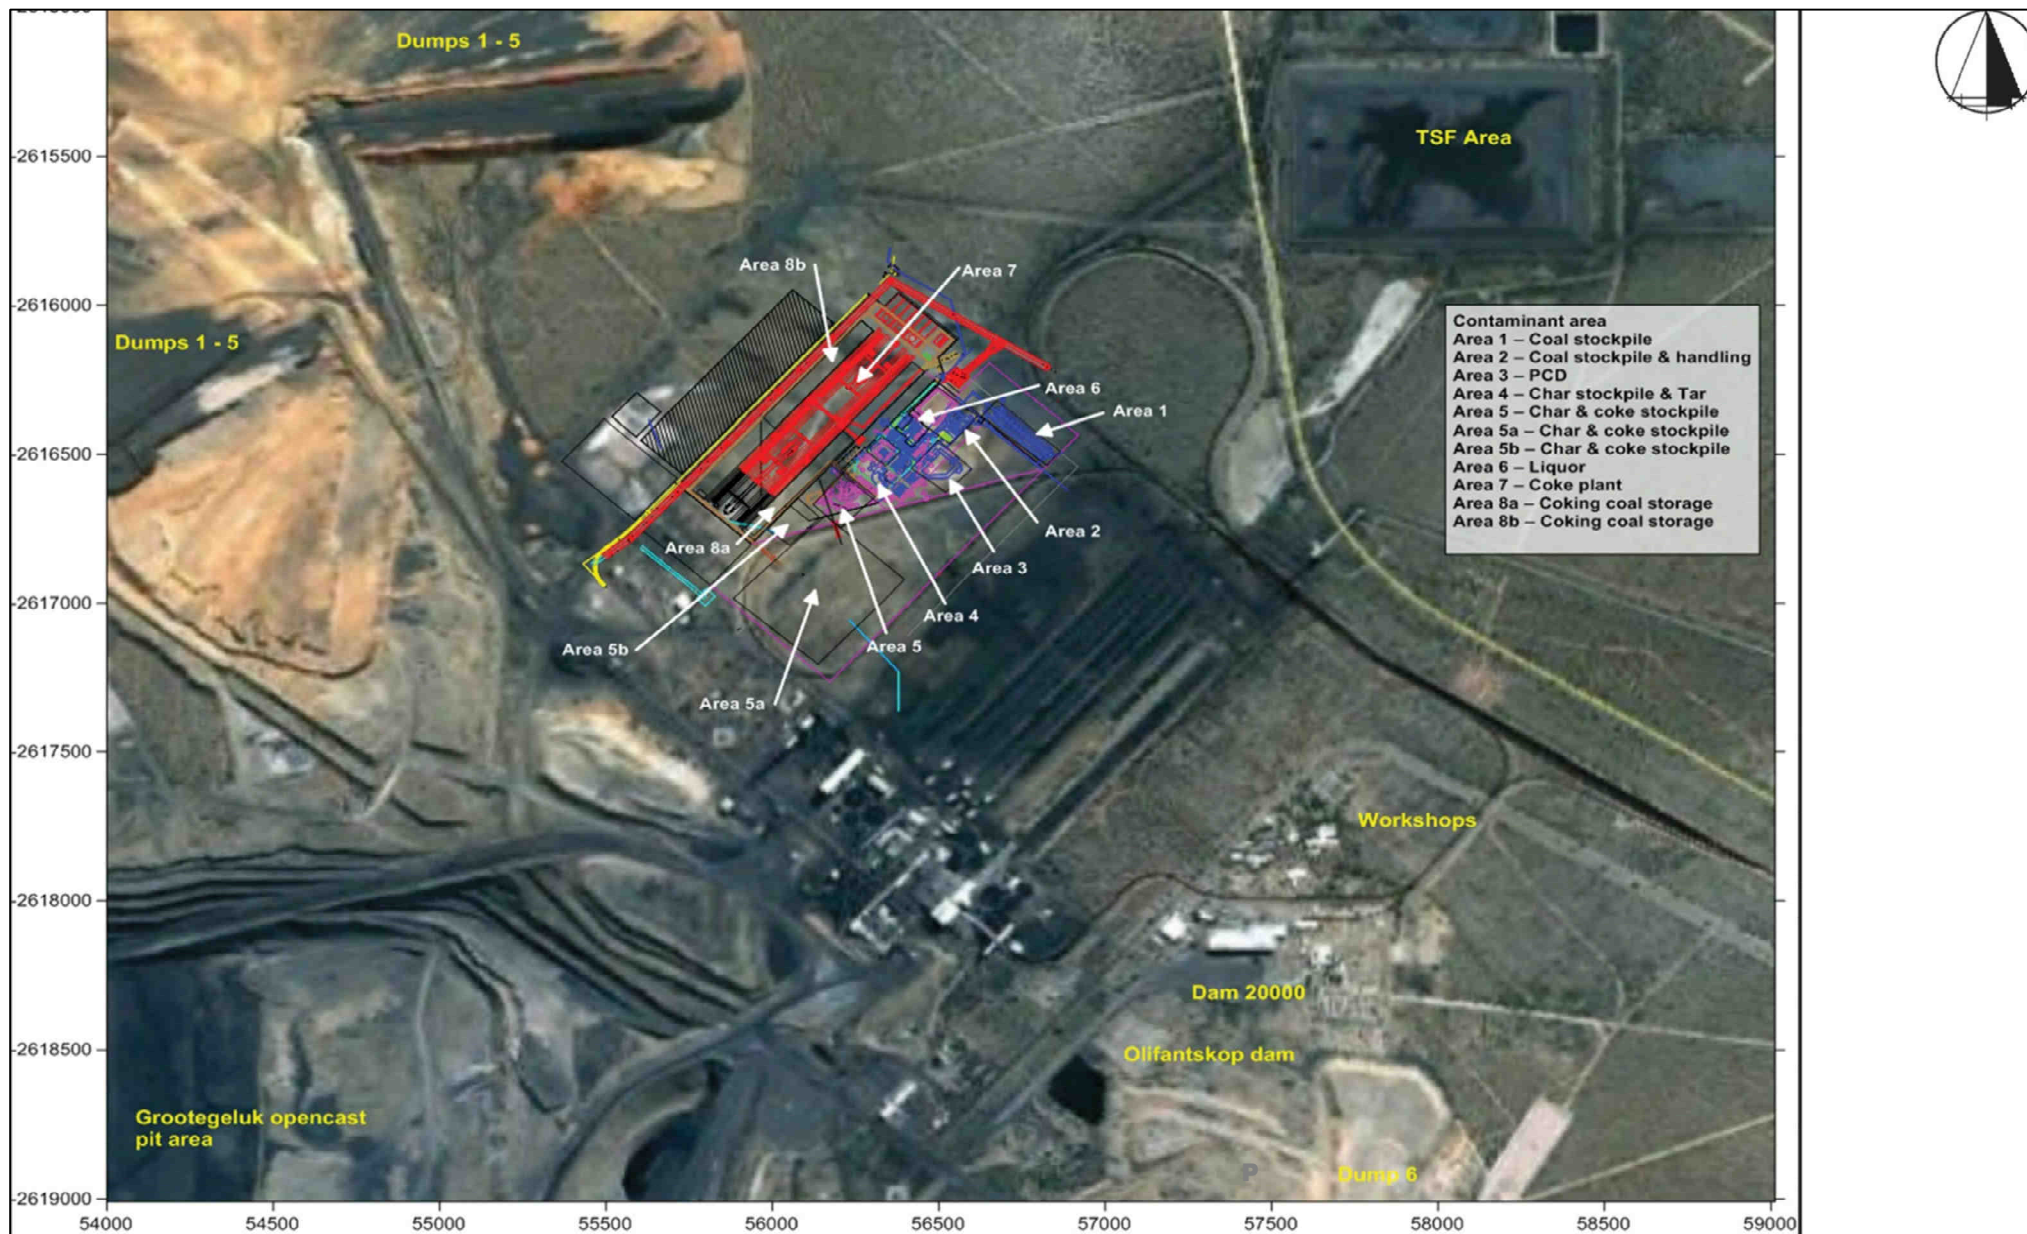 Dumps 1 - 5
TSF Area
-2615500
Area 8b
Area 7
-2616000
Dumps 1 - 5
Contaminant area
Area 1 – Coal stockpile
Area 2 – Coal stockpile & handling
Area 3 – PCD
Area 4 – Char stockpile & Tar
Area 5 – Char & coke stockpile
Area 5a – Char & coke stockpile
Area 5b – Char & coke stockpile
Area 6 – Liquor
Area 7 – Coke plant
Area 8a – Coking coal storage
Area 8b – Coking coal storage
Area 6
Area 1
-2616500
Area 2
Area 8a
Area 3
-2617000
Area 4
Area 5
Area 5b
Area 5a
-2617500
Workshops
-2618000
Dam 20000
-2618500
Olifantskop dam
Grootegeluk opencast
pit area
P
Dump 6
-2619000
54000 54500 55000 55500 56000 56500 57000 57500 58000 58500 59000